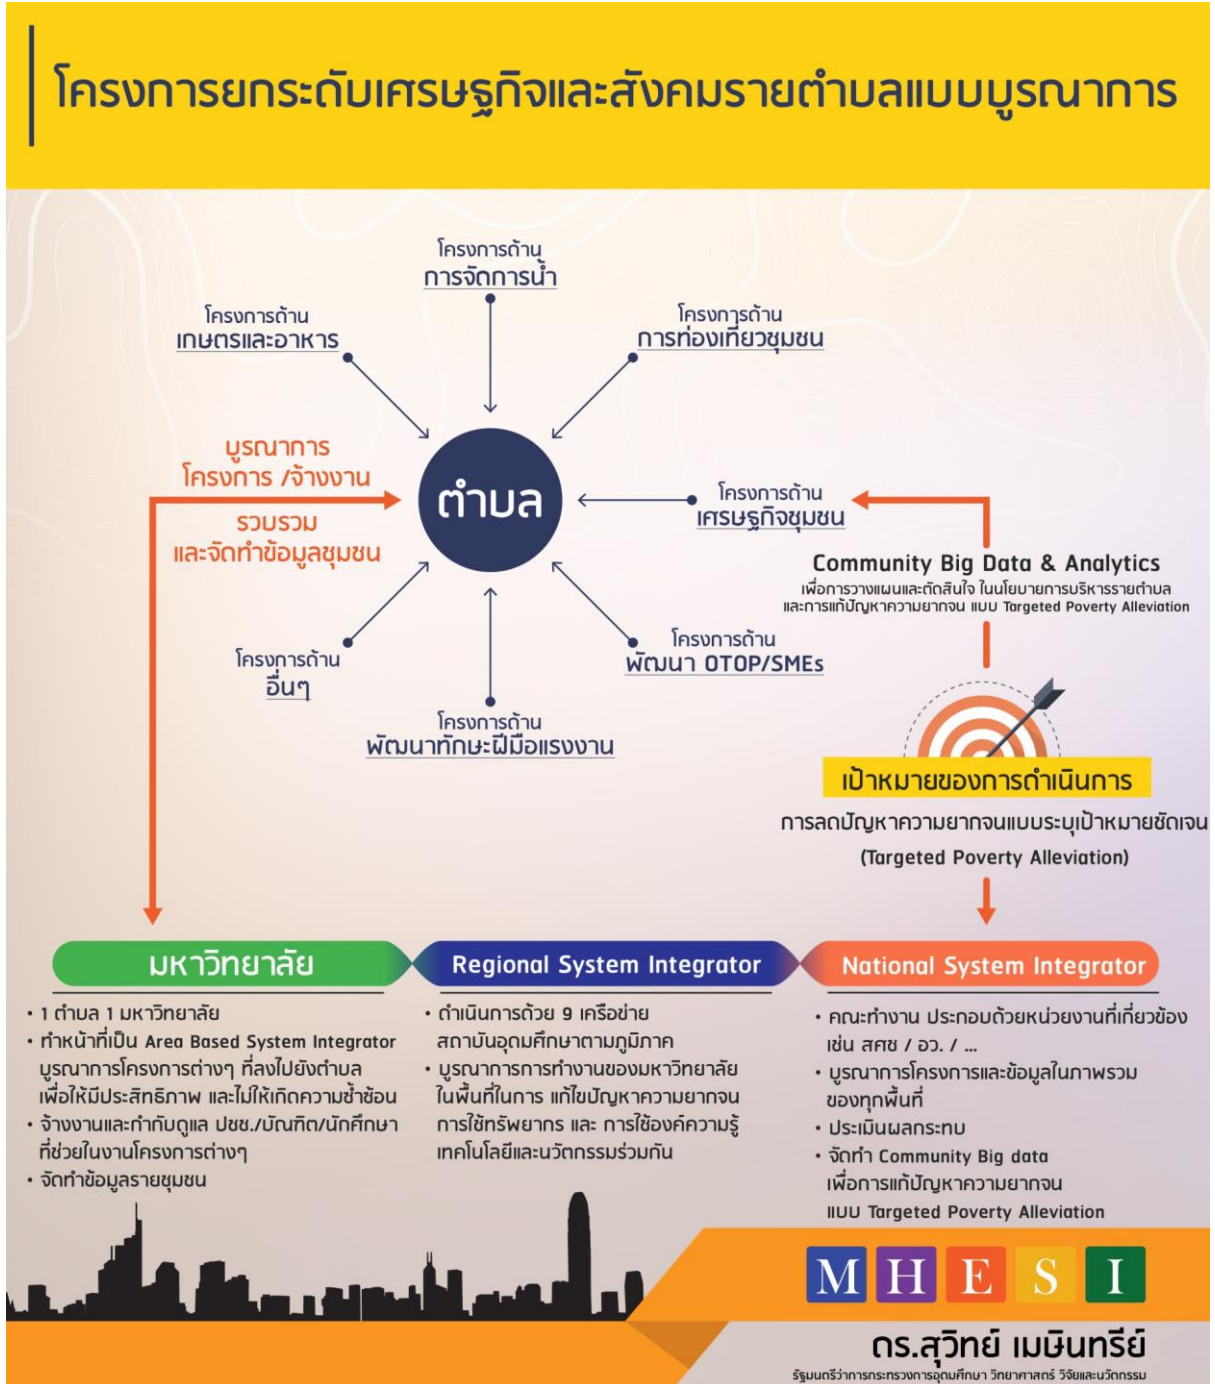 โครงการยกระดับเศรษฐกิจและสังคมรายตำบลแบบบูรณาการ
โครงการด้าน
การจัดการน้ำ
โครงการด้าน
เกษตรและอาหาร
โครงการด้าน
การท่องเที่ยวชุมชน
บูรณาการ
โครงการ /จ้างงาน
ตำบล
โครงการด้าน
เศรษฐกิจชุมชน
รวบรวม
และจัดทำข้อมูลชุมชน
Community Big Data & Analytics
เพื่อการวางแผนและตัดสินใจ ในนโยบายการบริหารรายตำบล
และการแก้ปัญหาความยากจน แบบ Targeted Poverty Alleviation
โครงการด้าน
อื่นๆ
โครงการด้าน
พัฒนา OTOP/SMEs
โครงการด้าน
พัฒนาทักษะฝีมือแรงงาน
เป้าหมายของการดำเนินการ
การลดปัญหาความยากจนแบบระบุเป้าหมายชัดเจน
(Targeted Poverty Alleviation)
มหาวิทยาลัย
• 1 ตำบล 1 มหาวิทยาลัย
• ทำหน้าที่เป็น Area Based System Integrator
บูรณาการโครงการต่างๆ ที่ลงไปยังตำบล
เพื่อให้มีประสิทธิภาพ และไม่ให้เกิดความซ้ำซ้อน
• จ้างงานและกำกับดูแล ปชช./บัณฑิต/นักศึกษา
ที่ช่วยในงานโครงการต่างๆ
• จัดทำข้อมูลรายชุมชน
Regional System Integrator
• ดำเนินการด้วย 9 เครือข่าย
สถาบันอุดมศึกษาตามภูมิภาค
• บูรณาการการทำงานของมหาวิทยาลัย
ในพื้นที่ในการ แก้ไขปัญหาความยากจน
การใช้ทรัพยากร และ การใช้องค์ความรู้
เทคโนโลยีและนวัตกรรมร่วมกัน
National System Integrator
• คณะทำงาน ประกอบด้วยหน่วยงานที่เกี่ยวข้อง
เช่น สศช / อว. / ...
• บูรณาการโครงการและข้อมูลในภาพรวม
ของทุกพื้นที่
• ประเมินผลกระทบ
• จัดทำ Community Big data
เพื่อการแก้ปัญหาความยากจน
แบบ Targeted Poverty Alleviation
MHESI
ดร.สุวิทย์ เมษินทรีย์
รัฐมนตรีว่าการกระทรวงการอุดมศึกษา วิทยาศาสตร์ วิจัยและนวัตกรรม